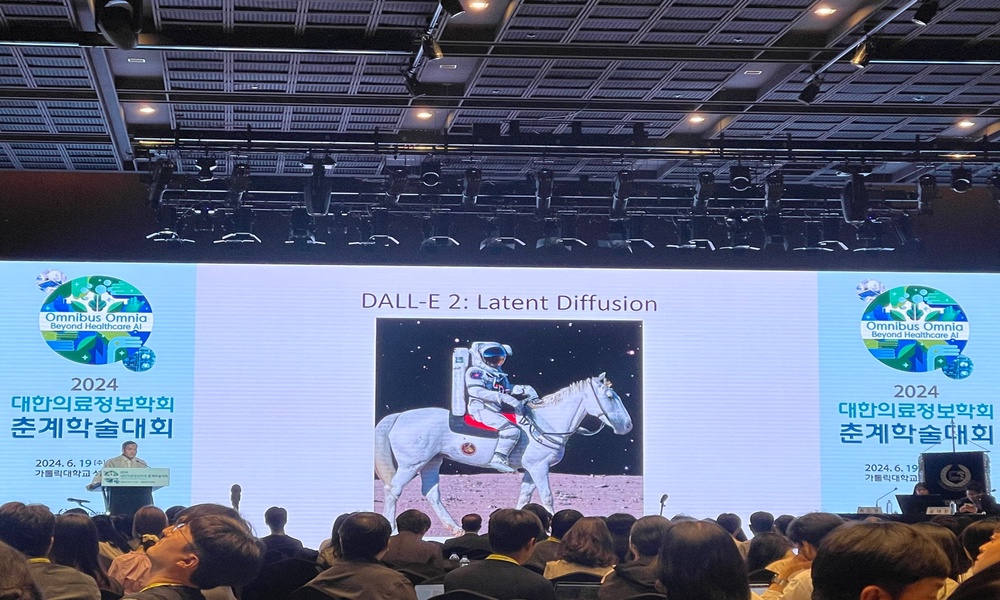 DALL-E 2: Latent Diffusion
Omnibus Omnia
Beyond Healthcare AI
2024
대한의료정보학회
춘계학술대회
2024. 6. 19 (수)
가톨릭대학교
Omnibus Omnia
Beyond Healthcare AI
2024
대한의료정보학회
춘계학술대회
2024. 6. 19
가톨릭대학교